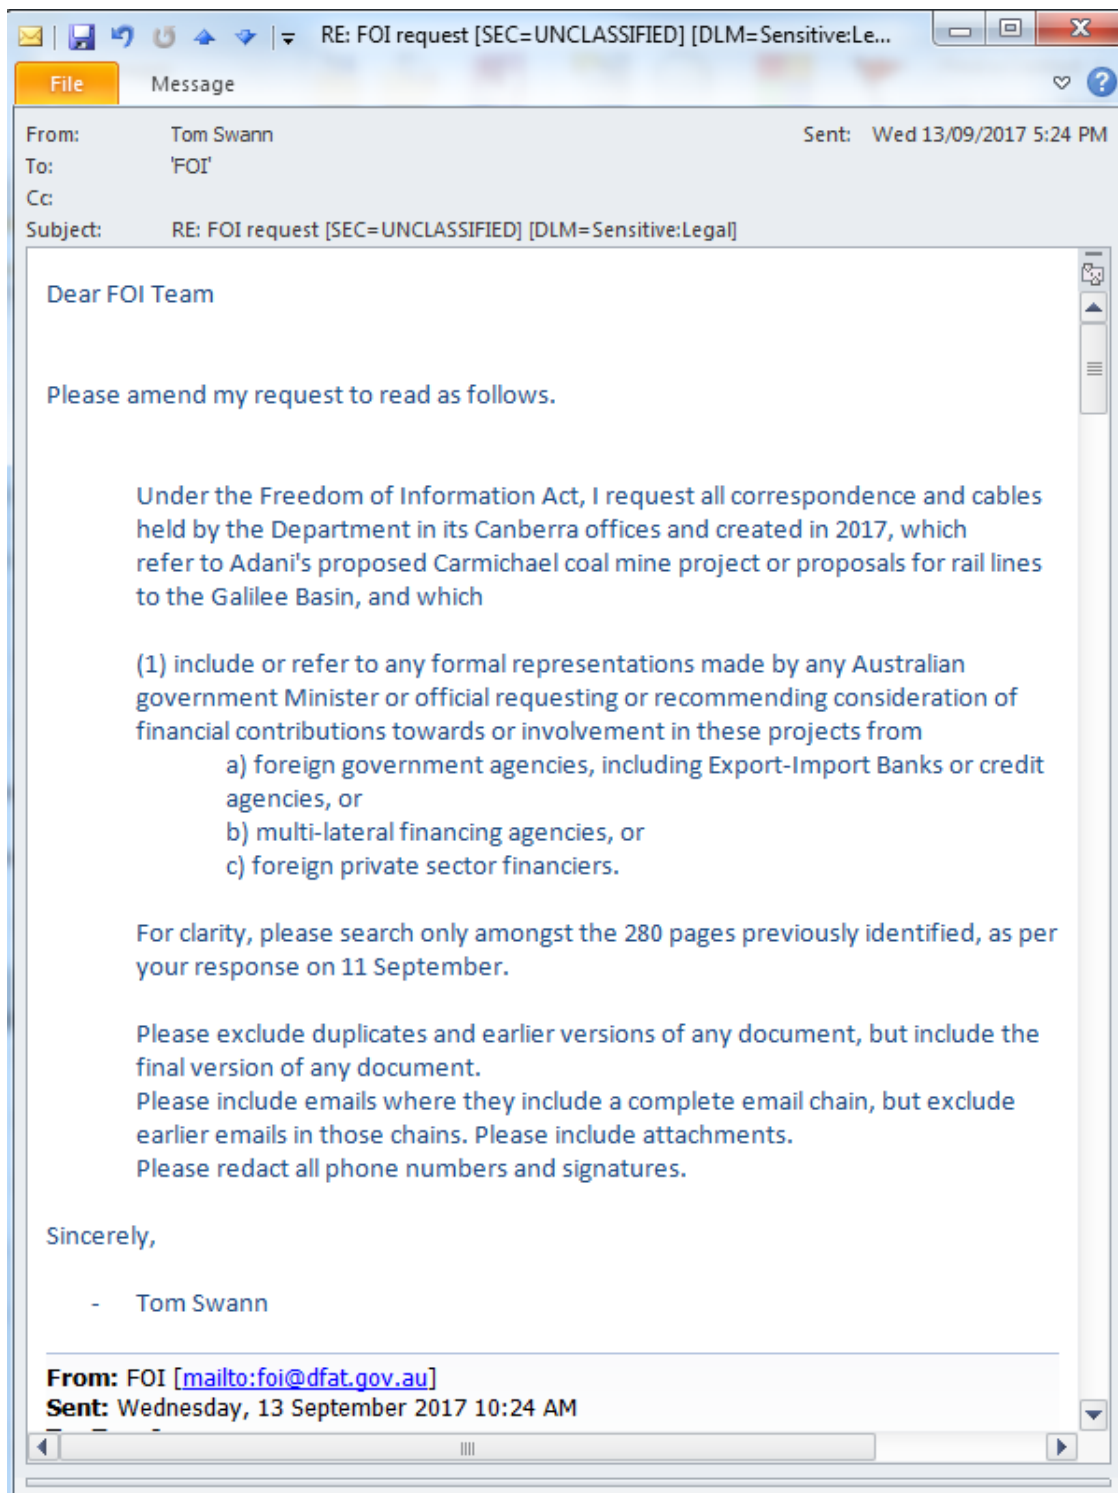 RE: FOI request [SEC=UNCLASSIFIED] [DLM=Sensitive:Le...
File Message
From: Tom Swann Sent: Wed 13/09/2017 5:24 PM
To: 'FOI'
Cc:
Subject: RE: FOI request [SEC=UNCLASSIFIED] [DLM=Sensitive:Legal]
Dear FOI Team
Please amend my request to read as follows.
Under the Freedom of Information Act, I request all correspondence and cables
held by the Department in its Canberra offices and created in 2017, which
refer to Adani's proposed Carmichael coal mine project or proposals for rail lines
to the Galilee Basin, and which
(1) include or refer to any formal representations made by any Australian
government Minister or official requesting or recommending consideration of
financial contributions towards or involvement in these projects from
a) foreign government agencies, including Export-Import Banks or credit
agencies, or
b) multi-lateral financing agencies, or
c) foreign private sector financiers.
For clarity, please search only amongst the 280 pages previously identified, as per
your response on 11 September.
Please exclude duplicates and earlier versions of any document, but include the
final version of any document.
Please include emails where they include a complete email chain, but exclude
earlier emails in those chains. Please include attachments.
Please redact all phone numbers and signatures.
Sincerely,
- Tom Swann
From: FOI [mailto:foi@dfat.gov.au]
Sent: Wednesday, 13 September 2017 10:24 AM